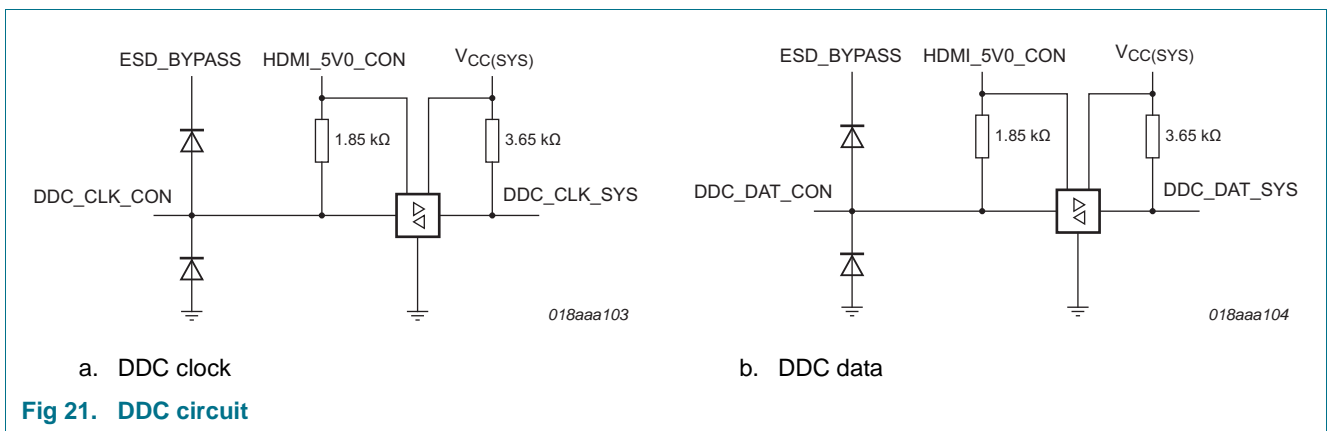 ESD_BYPASS HDMI_5V0_CON VCC(SYS)
1.85 kΩ 3.65 kΩ
DDC_CLK_CON DDC_CLK_SYS
018aaa103
a. DDC clock
ESD_BYPASS HDMI_5V0_CON VCC(SYS)
1.85 kΩ 3.65 kΩ
DDC_DAT_CON DDC_DAT_SYS
018aaa104
b. DDC data
Fig 21. DDC circuit